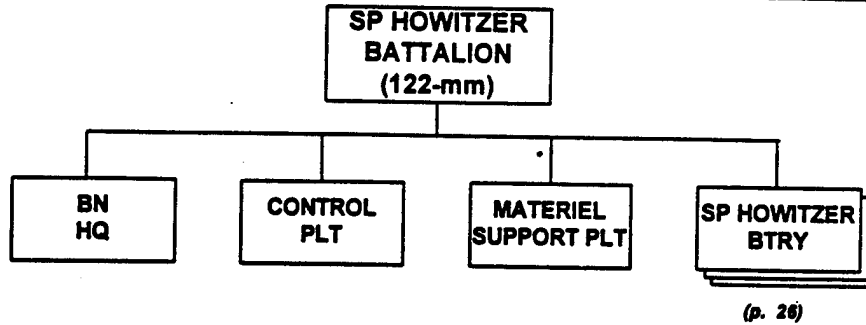 SP HOWITZER
BATTALION
(122-mm)
BN
HQ
CONTROL
PLT
MATERIEL
SUPPORT PLT
SP HOWITZER
BTRY
(p. 26)